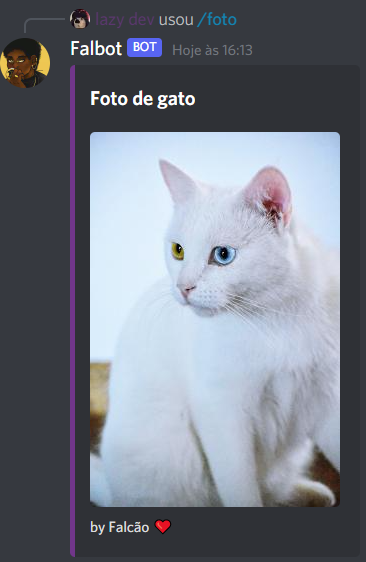 lazy dev usou /foto
Falbot BOT Hoje às 16:13
Foto de gato
by Falcão ❤️